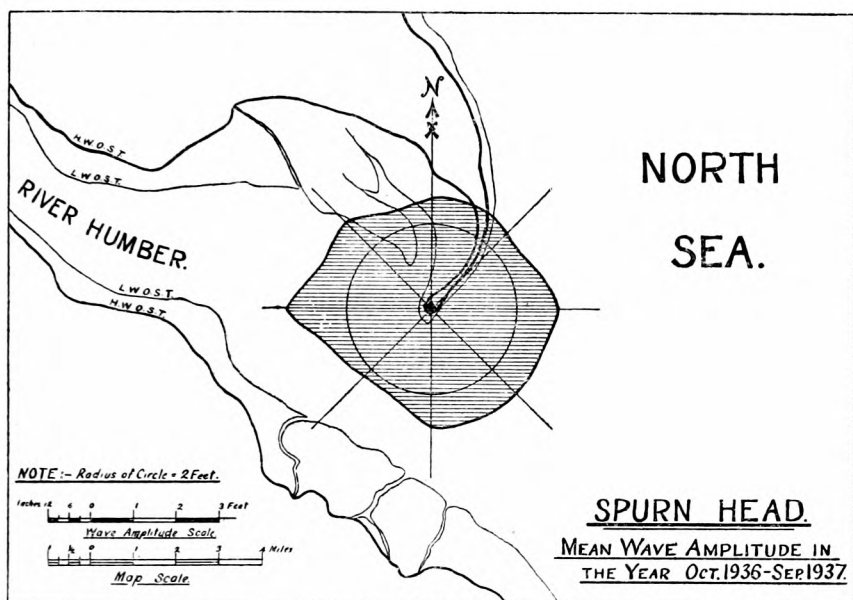 N
NORTH
SEA.
H.W.O.S.T.
L.W.O.S.T.
RIVER HUMBER.
L.W.O.S.T.
H.W.O.S.T.
NOTE:- Radius of Circle = 2 Feet.
Inches 12 6 0 1 2 3 Feet
Wave Amplitude Scale
1 ½ 0 1 2 3 4 Miles
Map Scale.
SPURN HEAD.
MEAN WAVE AMPLITUDE IN
THE YEAR OCT. 1936-SEP. 1937.